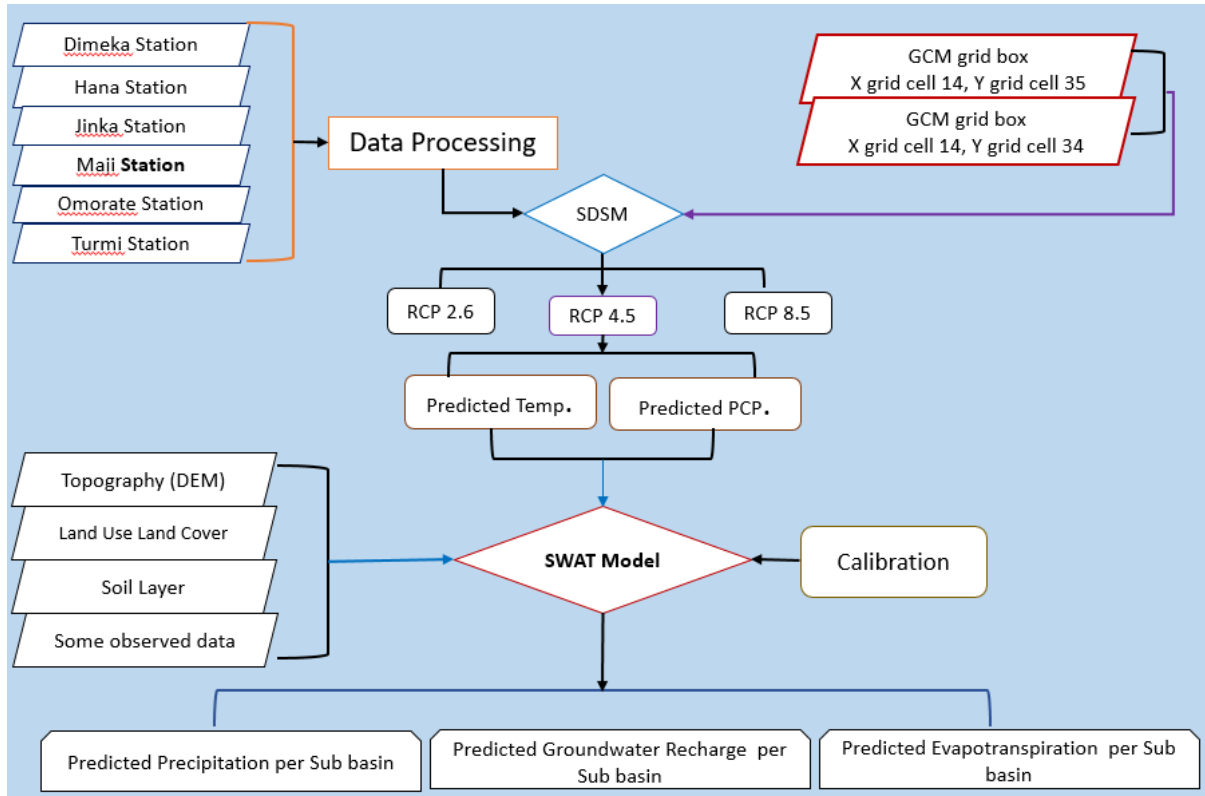 Dimeka Station
Hana Station
Jinka Station
Maji Station
Omorate Station
Turmi Station
Data Processing
GCM grid box
X grid cell 14, Y grid cell 35
GCM grid box
X grid cell 14, Y grid cell 34
SDSM
RCP 2.6
RCP 4.5
RCP 8.5
Predicted Temp.
Predicted PCP.
Topography (DEM)
Land Use Land Cover
Soil Layer
Some observed data
SWAT Model
Calibration
Predicted Precipitation per Sub basin
Predicted Groundwater Recharge per
Sub basin
Predicted Evapotranspiration per Sub
basin